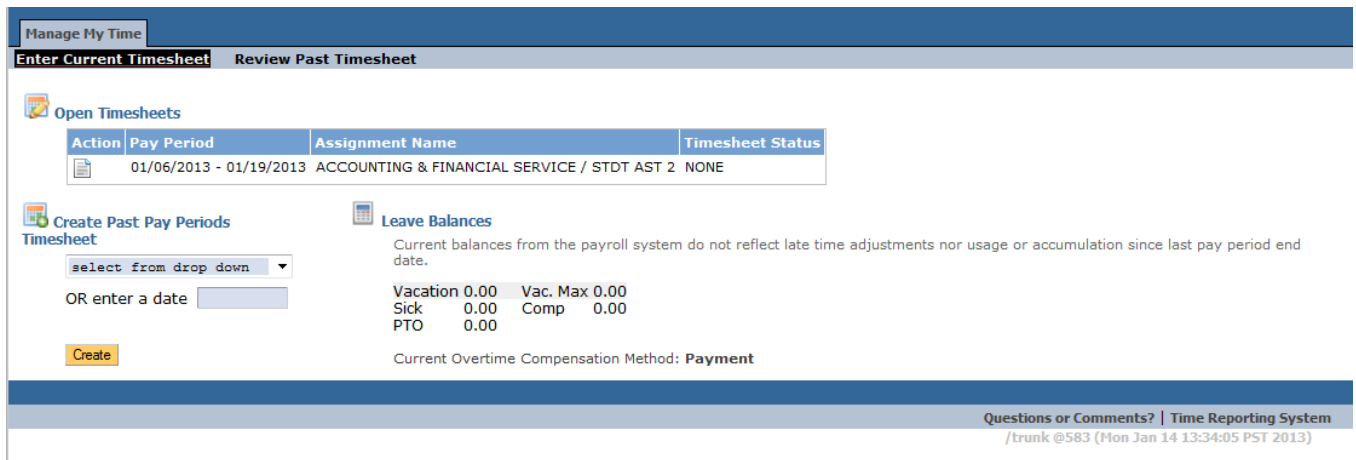 Manage My Time
Enter Current Timesheet Review Past Timesheet
Open Timesheets
Action Pay Period Assignment Name Timesheet Status
01/06/2013 - 01/19/2013 ACCOUNTING & FINANCIAL SERVICE / STDT AST 2 NONE
Create Past Pay Periods
Timesheet
select from drop down
OR enter a date
Create
Leave Balances
Current balances from the payroll system do not reflect late time adjustments nor usage or accumulation since last pay period end
date.
Vacation 0.00 Vac. Max 0.00
Sick 0.00 Comp 0.00
PTO 0.00
Current Overtime Compensation Method: Payment
Questions or Comments? | Time Reporting System
/trunk @583 (Mon Jan 14 13:34:05 PST 2013)